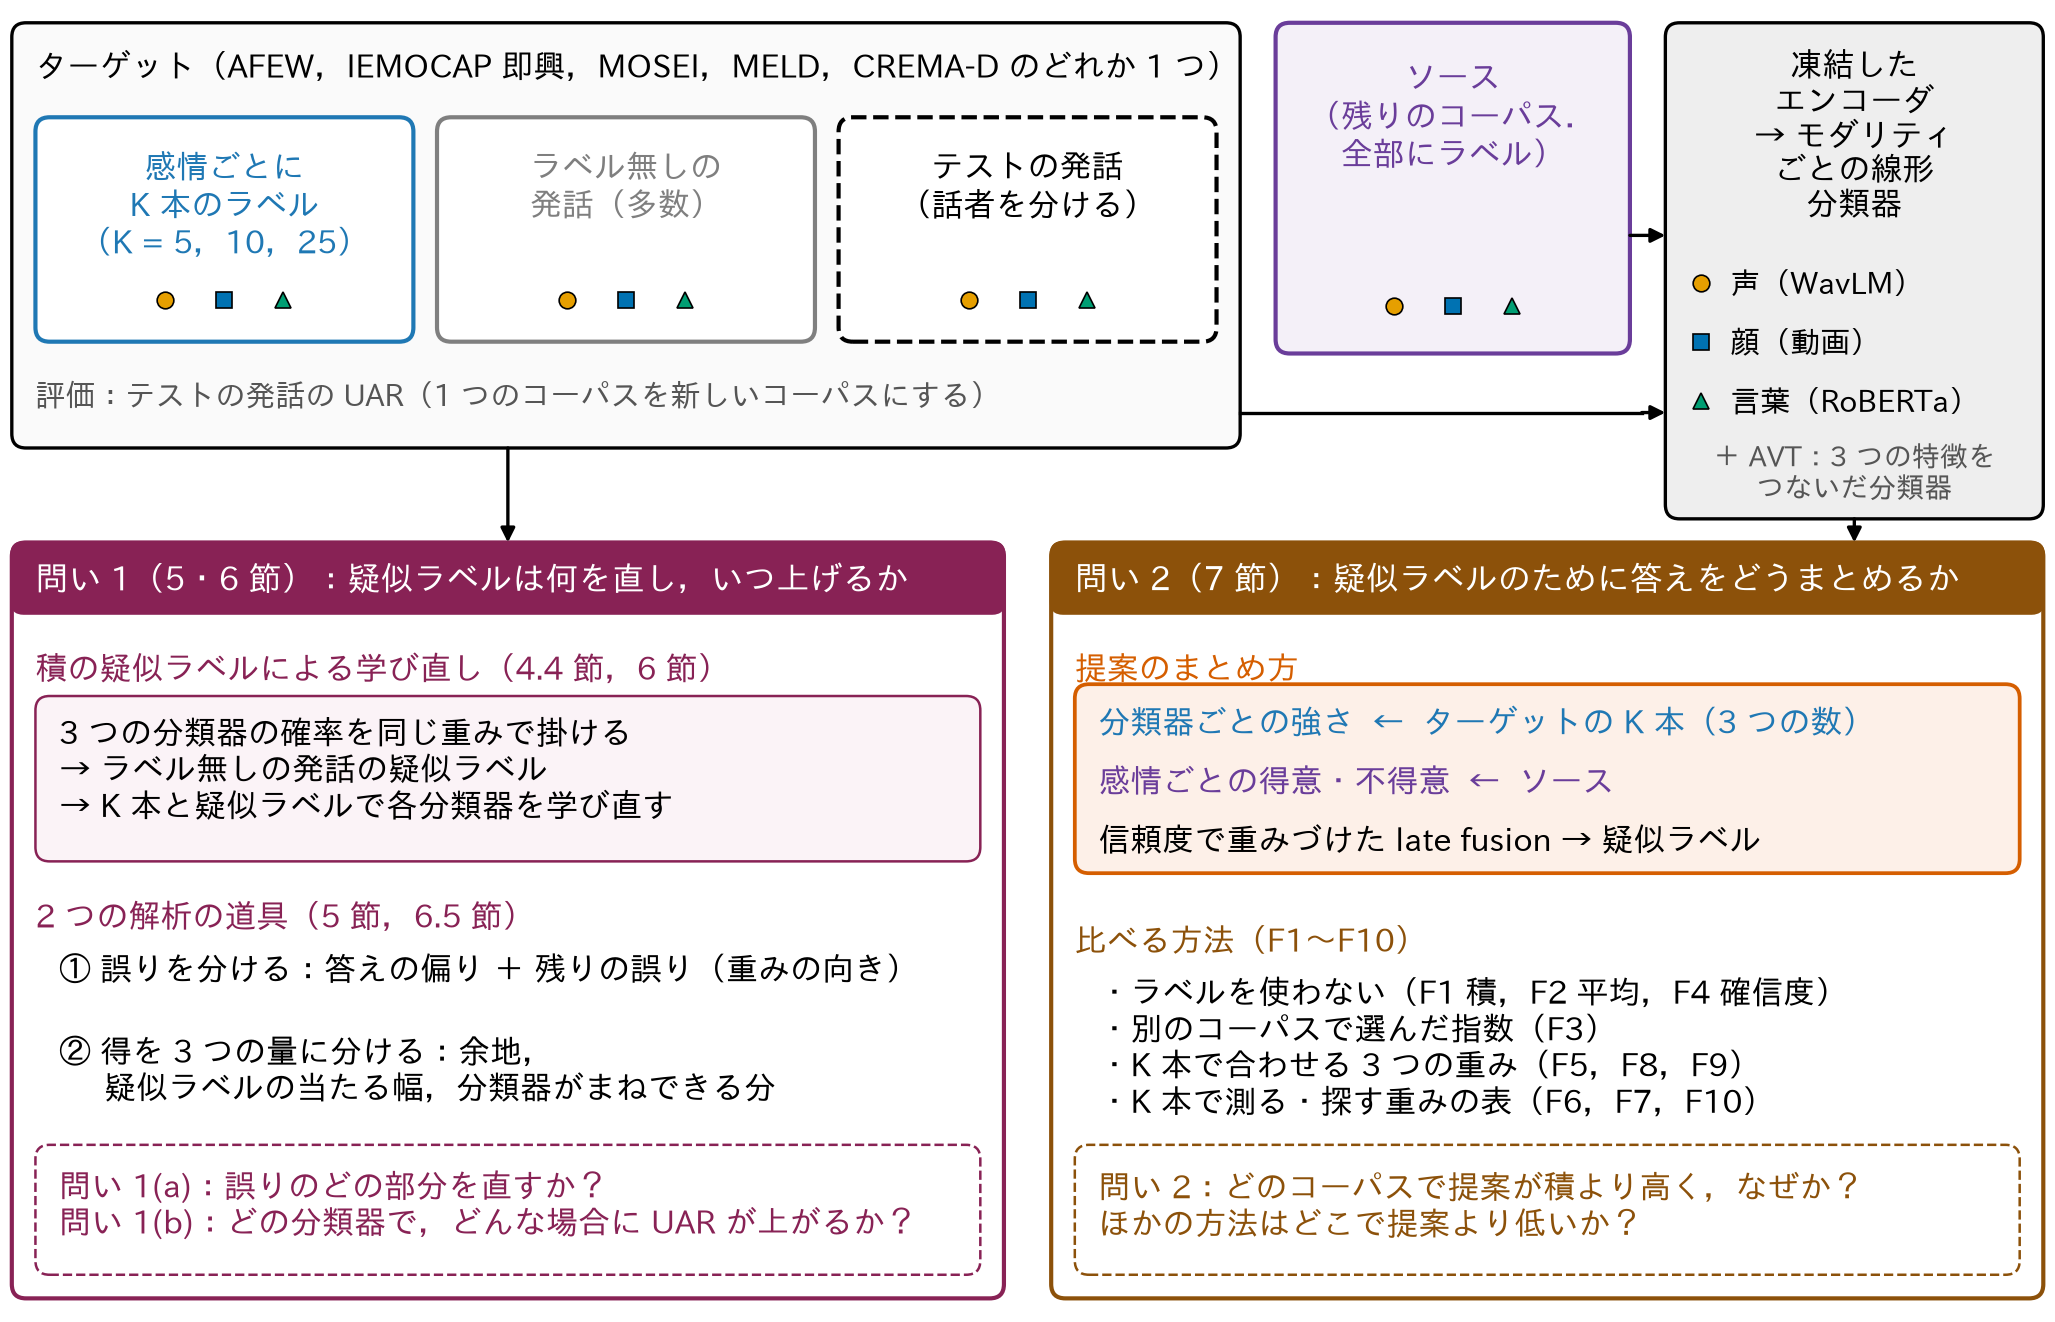 ターゲット（AFEW，IEMOCAP 即興，MOSEI，MELD，CREMA-D のどれか 1 つ）
感情ごとに
K 本のラベル
（K = 5，10，25）
ラベル無しの
発話（多数）
テストの発話
（話者を分ける）
評価：テストの発話の UAR（1 つのコーパスを新しいコーパスにする）
ソース
（残りのコーパス．
全部にラベル）
凍結した
エンコーダ
→ モダリティ
ごとの線形
分類器
声（WavLM）
顔（動画）
言葉（RoBERTa）
＋ AVT：3 つの特徴を
つないだ分類器
問い 1（5・6 節）：疑似ラベルは何を直し，いつ上げるか
積の疑似ラベルによる学び直し（4.4 節，6 節）
3 つの分類器の確率を同じ重みで掛ける
→ ラベル無しの発話の疑似ラベル
→ K 本と疑似ラベルで各分類器を学び直す
2 つの解析の道具（5 節，6.5 節）
① 誤りを分ける：答えの偏り ＋ 残りの誤り（重みの向き）
② 得を 3 つの量に分ける：余地，
疑似ラベルの当たる幅，分類器がまねできる分
問い 1(a)：誤りのどの部分を直すか？
問い 1(b)：どの分類器で，どんな場合に UAR が上がるか？
問い 2（7 節）：疑似ラベルのために答えをどうまとめるか
提案のまとめ方
分類器ごとの強さ ← ターゲットの K 本（3 つの数）
感情ごとの得意・不得意 ← ソース
信頼度で重みづけた late fusion → 疑似ラベル
比べる方法（F1～F10）
・ラベルを使わない（F1 積，F2 平均，F4 確信度）
・別のコーパスで選んだ指数（F3）
・K 本で合わせる 3 つの重み（F5，F8，F9）
・K 本で測る・探す重みの表（F6，F7，F10）
問い 2：どのコーパスで提案が積より高く，なぜか？
ほかの方法はどこで提案より低いか？